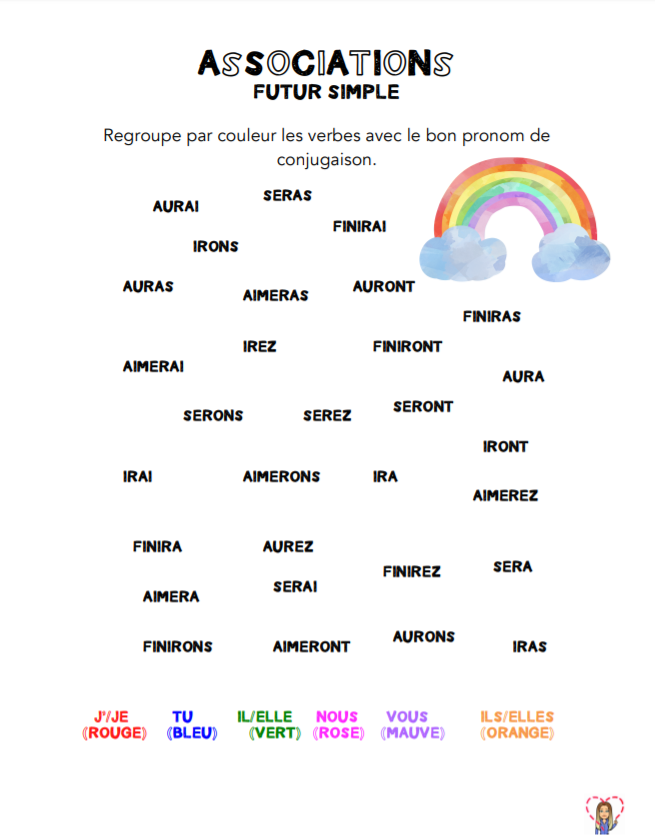 ASSOCIATIONS
FUTUR SIMPLE
Regroupe par couleur les verbes avec le bon pronom de
conjugaison.
SERAS
AURAI
FINIRAI
IRONS
AURAS
AIMERAS
AURONT
FINIRAS
IREZ
FINIRONT
AIMERAI
AURA
SERONS
SEREZ
SERONT
IRONT
IRAI
AIMERONS
IRA
AIMEREZ
FINIRA
AUREZ
FINIREZ
SERA
SERAI
AIMERA
FINIRONS
AIMERONT
AURONS
IRAS
J'/JE
(ROUGE)
TU
(BLEU)
IL/ELLE
(VERT)
NOUS
(ROSE)
VOUS
(MAUVE)
ILS/ELLES
(ORANGE)